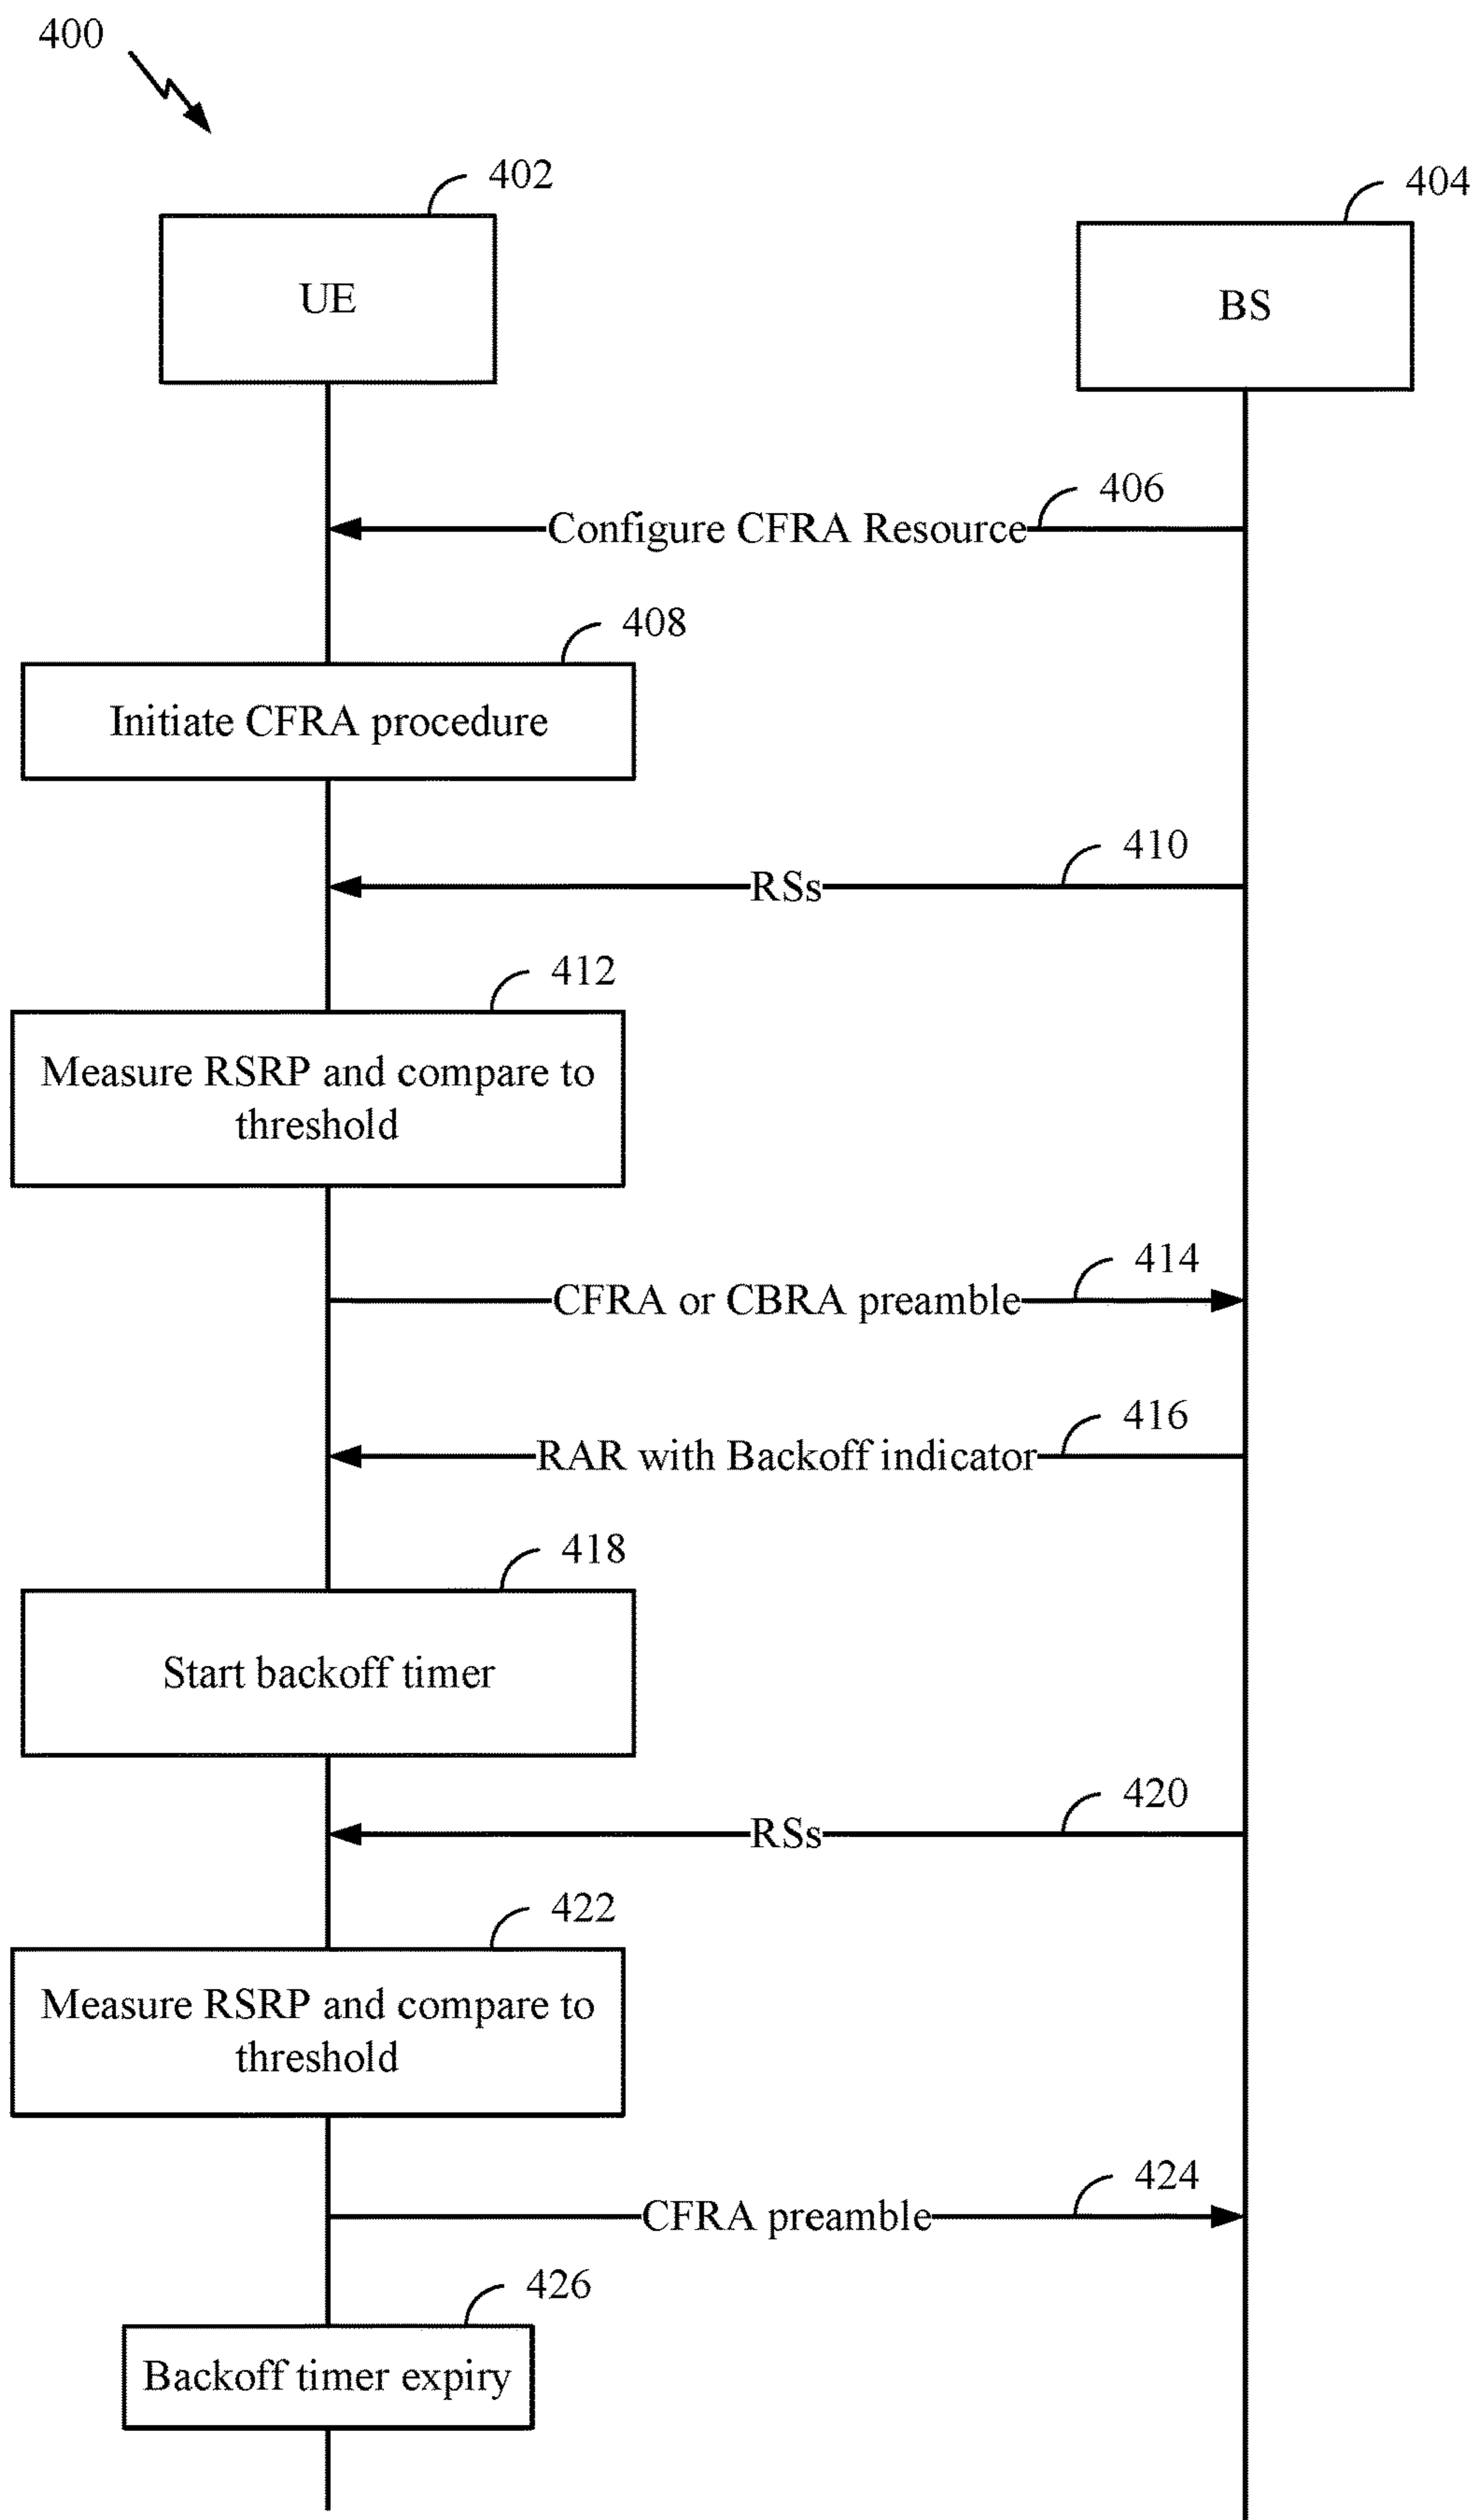 400
402
404
UE
BS
406
Configure CFRA Resource
408
Initiate CFRA procedure
410
RSs
412
Measure RSRP and compare to
threshold
414
CFRA or CBRA preamble
416
RAR with Backoff indicator
418
Start backoff timer
420
RSs
422
Measure RSRP and compare to
threshold
424
CFRA preamble
426
Backoff timer expiry